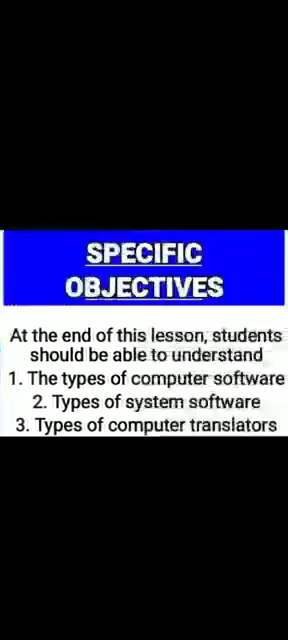 SPECIFIC
OBJECTIVES
At the end of this lesson, students
should be able to understand
1. The types of computer software
2. Types of system software
3. Types of computer translators